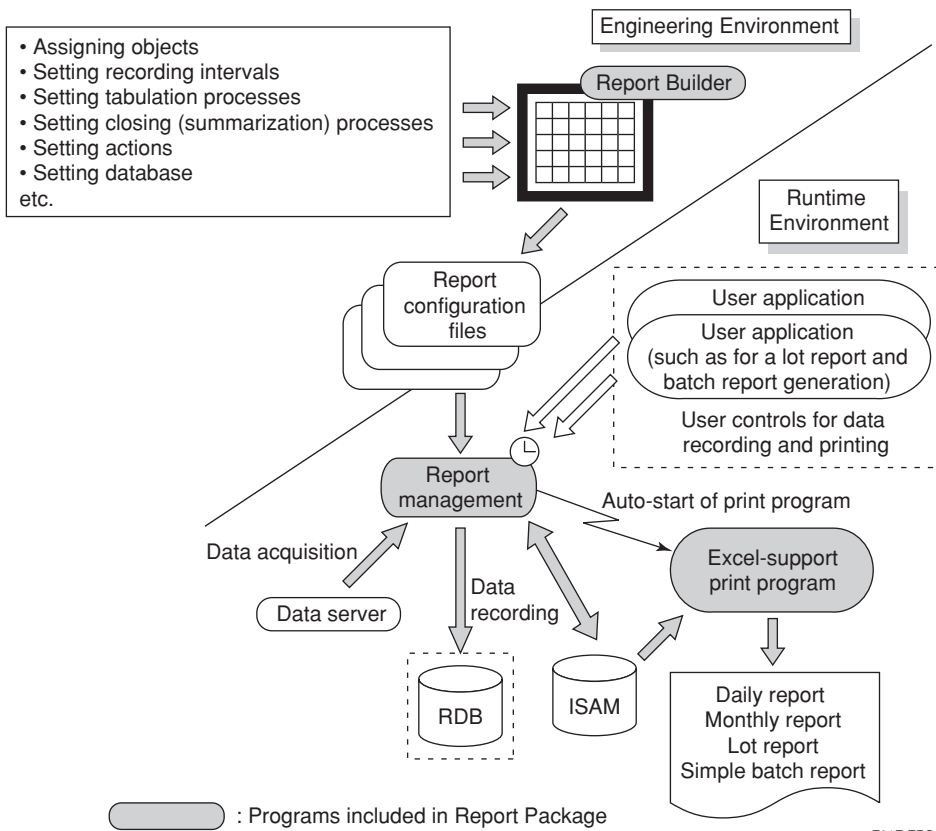 Engineering Environment
• Assigning objects
• Setting recording intervals
• Setting tabulation processes
• Setting closing (summarization) processes
• Setting actions
• Setting database
etc.
Report Builder
Runtime
Environment
Report
configuration
files
User application
User application
(such as for a lot report and
batch report generation)
User controls for data
recording and printing
Report
management
Auto-start of print program
Data acquisition
Excel-support
print program
Data server
Data
recording
RDB
ISAM
Daily report
Monthly report
Lot report
Simple batch report
: Programs included in Report Package